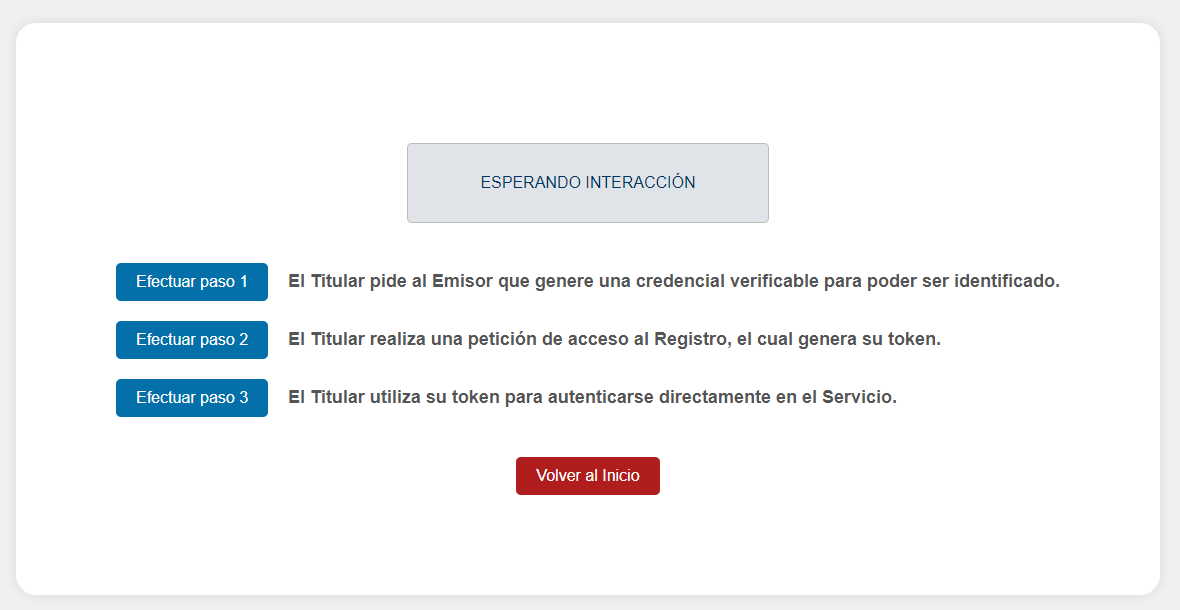 ESPERANDO INTERACCIÓN
Efectuar paso 1 El Titular pide al Emisor que genere una credencial verificable para poder ser identificado.
Efectuar paso 2 El Titular realiza una petición de acceso al Registro, el cual genera su token.
Efectuar paso 3 El Titular utiliza su token para autenticarse directamente en el Servicio.
Volver al Inicio